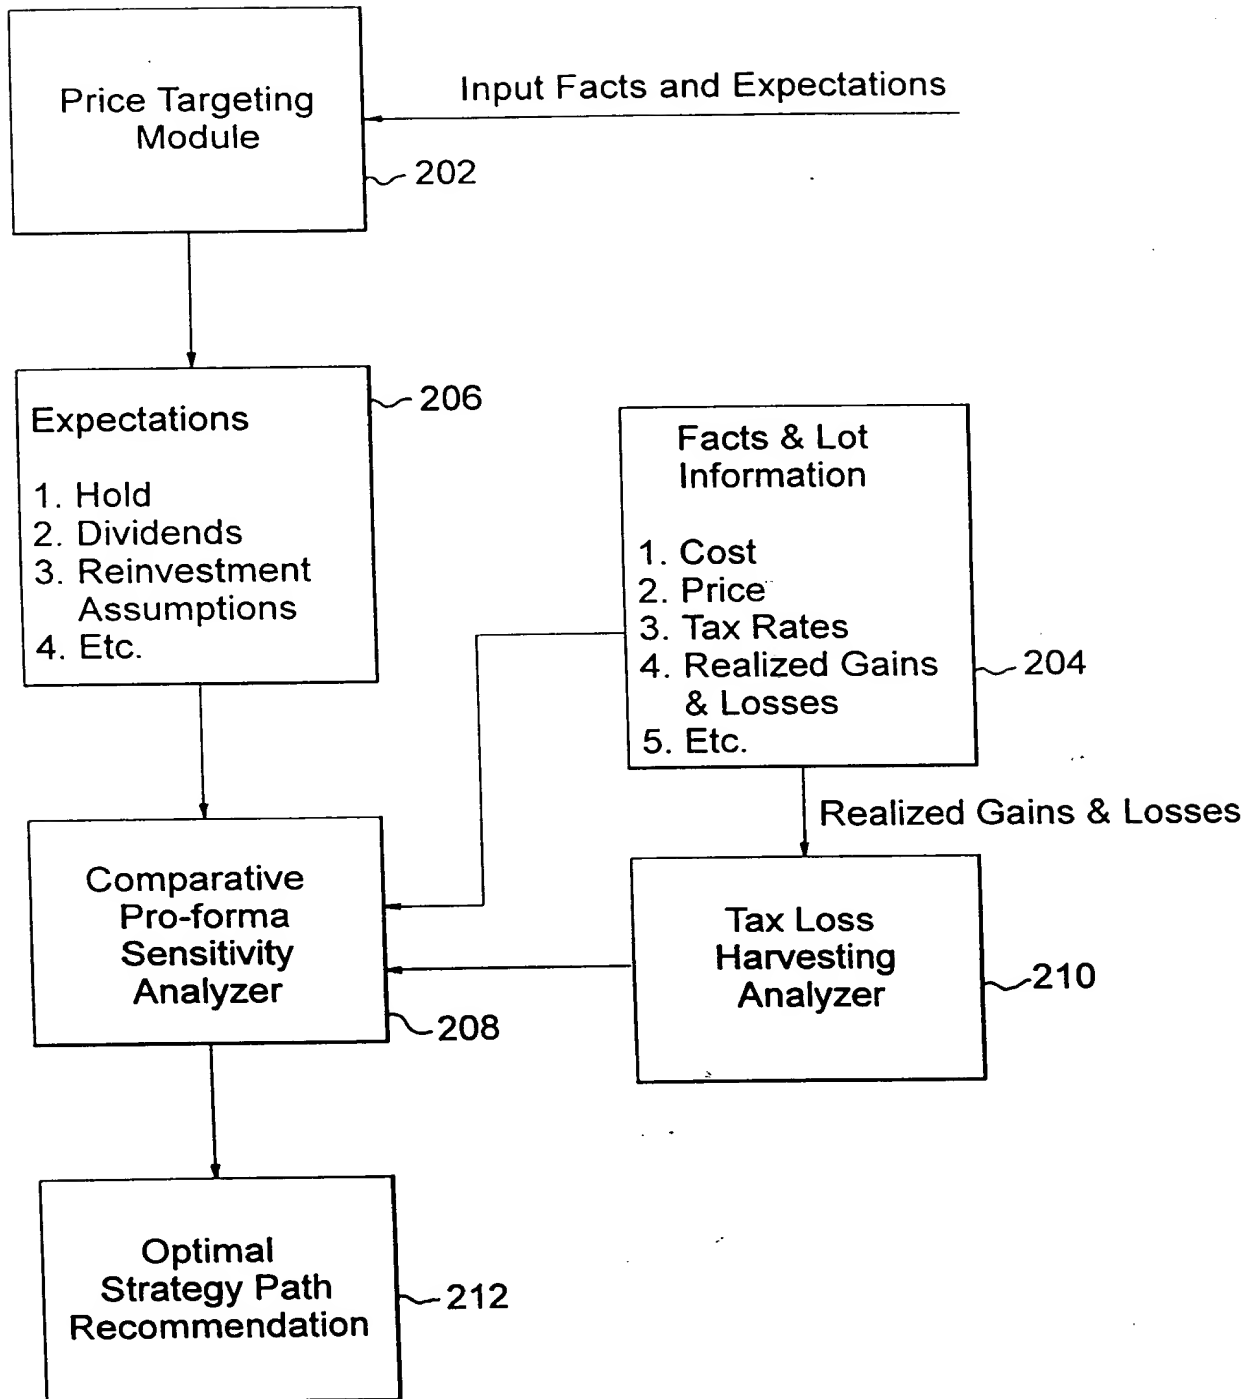 Price Targeting
Module
Input Facts and Expectations
202
Expectations
1. Hold
2. Dividends
3. Reinvestment
Assumptions
4. Etc.
206
Facts & Lot
Information
1. Cost
2. Price
3. Tax Rates
4. Realized Gains
& Losses
5. Etc.
204
Realized Gains & Losses
Comparative
Pro-forma
Sensitivity
Analyzer
208
Tax Loss
Harvesting
Analyzer
210
Optimal
Strategy Path
Recommendation
212